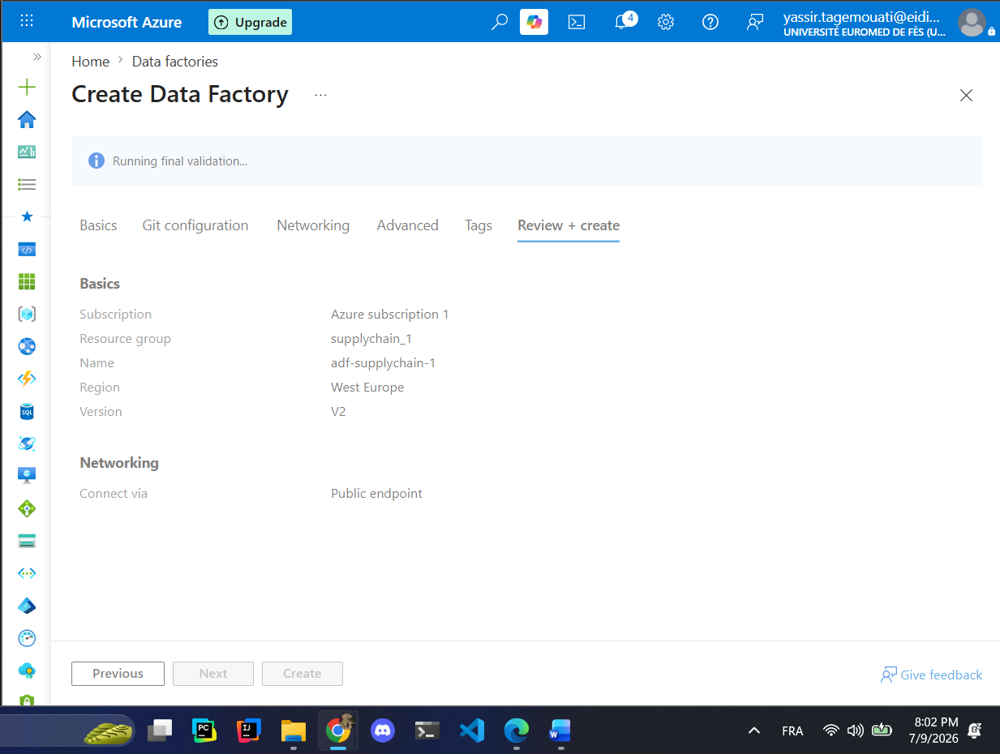 Microsoft Azure
Upgrade
4
yassir.tagemouati@eidi...
UNIVERSITÉ EUROMED DE FÈS (U...
Home > Data factories
Create Data Factory ...
Running final validation...
Basics Git configuration Networking Advanced Tags Review + create
Basics
Subscription Azure subscription 1
Resource group supplychain_1
Name adf-supplychain-1
Region West Europe
Version V2
Networking
Connect via Public endpoint
Previous Next Create
Give feedback
FRA
8:02 PM
7/9/2026